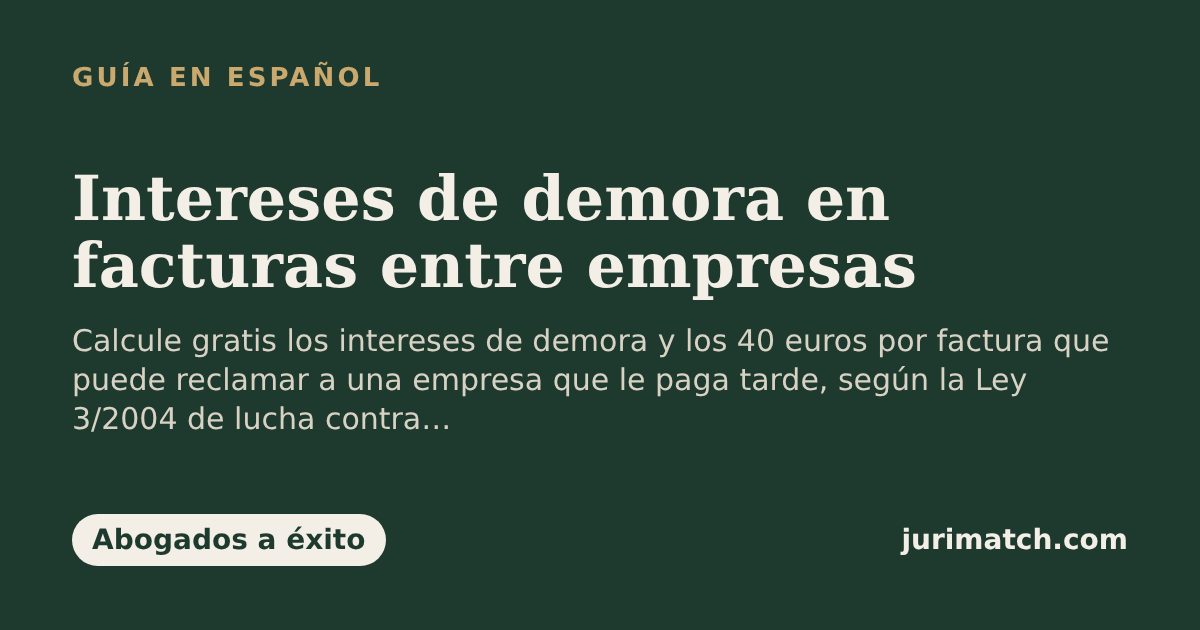 GUÍA EN ESPAÑOL
Intereses de demora en
facturas entre empresas
Calcule gratis los intereses de demora y los 40 euros por factura que
puede reclamar a una empresa que le paga tarde, según la Ley
3/2004 de lucha contra…
Abogados a éxito
jurimatch.com